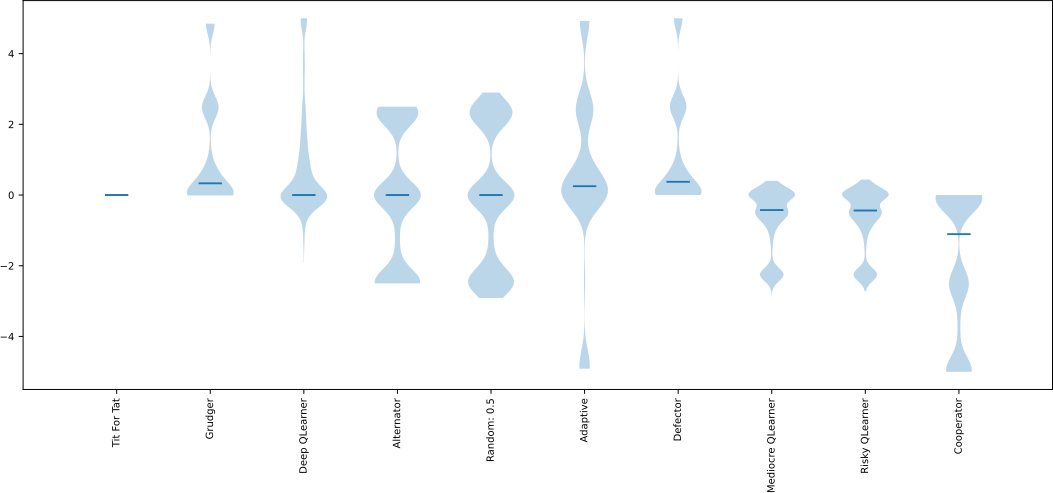 4
2
0
−2
−4
Tit For Tat
Grudger
Deep QLearner
Alternator
Random: 0.5
Adaptive
Defector
Mediocre QLearner
Risky QLearner
Cooperator